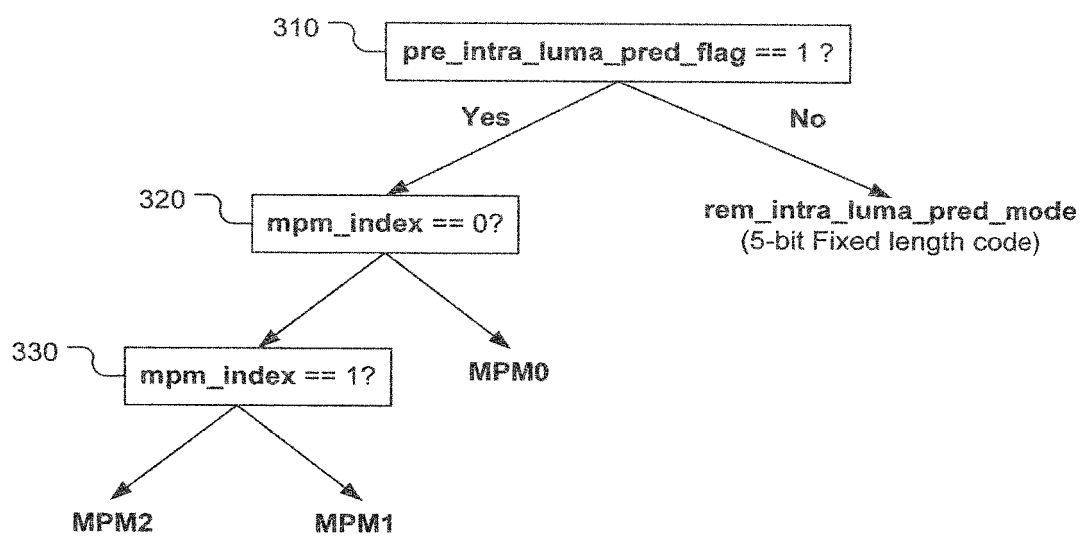 310
pre_intra_luma_pred_flag == 1 ?
Yes
No
320
mpm_index == 0?
rem_intra_luma_pred_mode
(5-bit Fixed length code)
330
mpm_index == 1?
MPM0
MPM2
MPM1